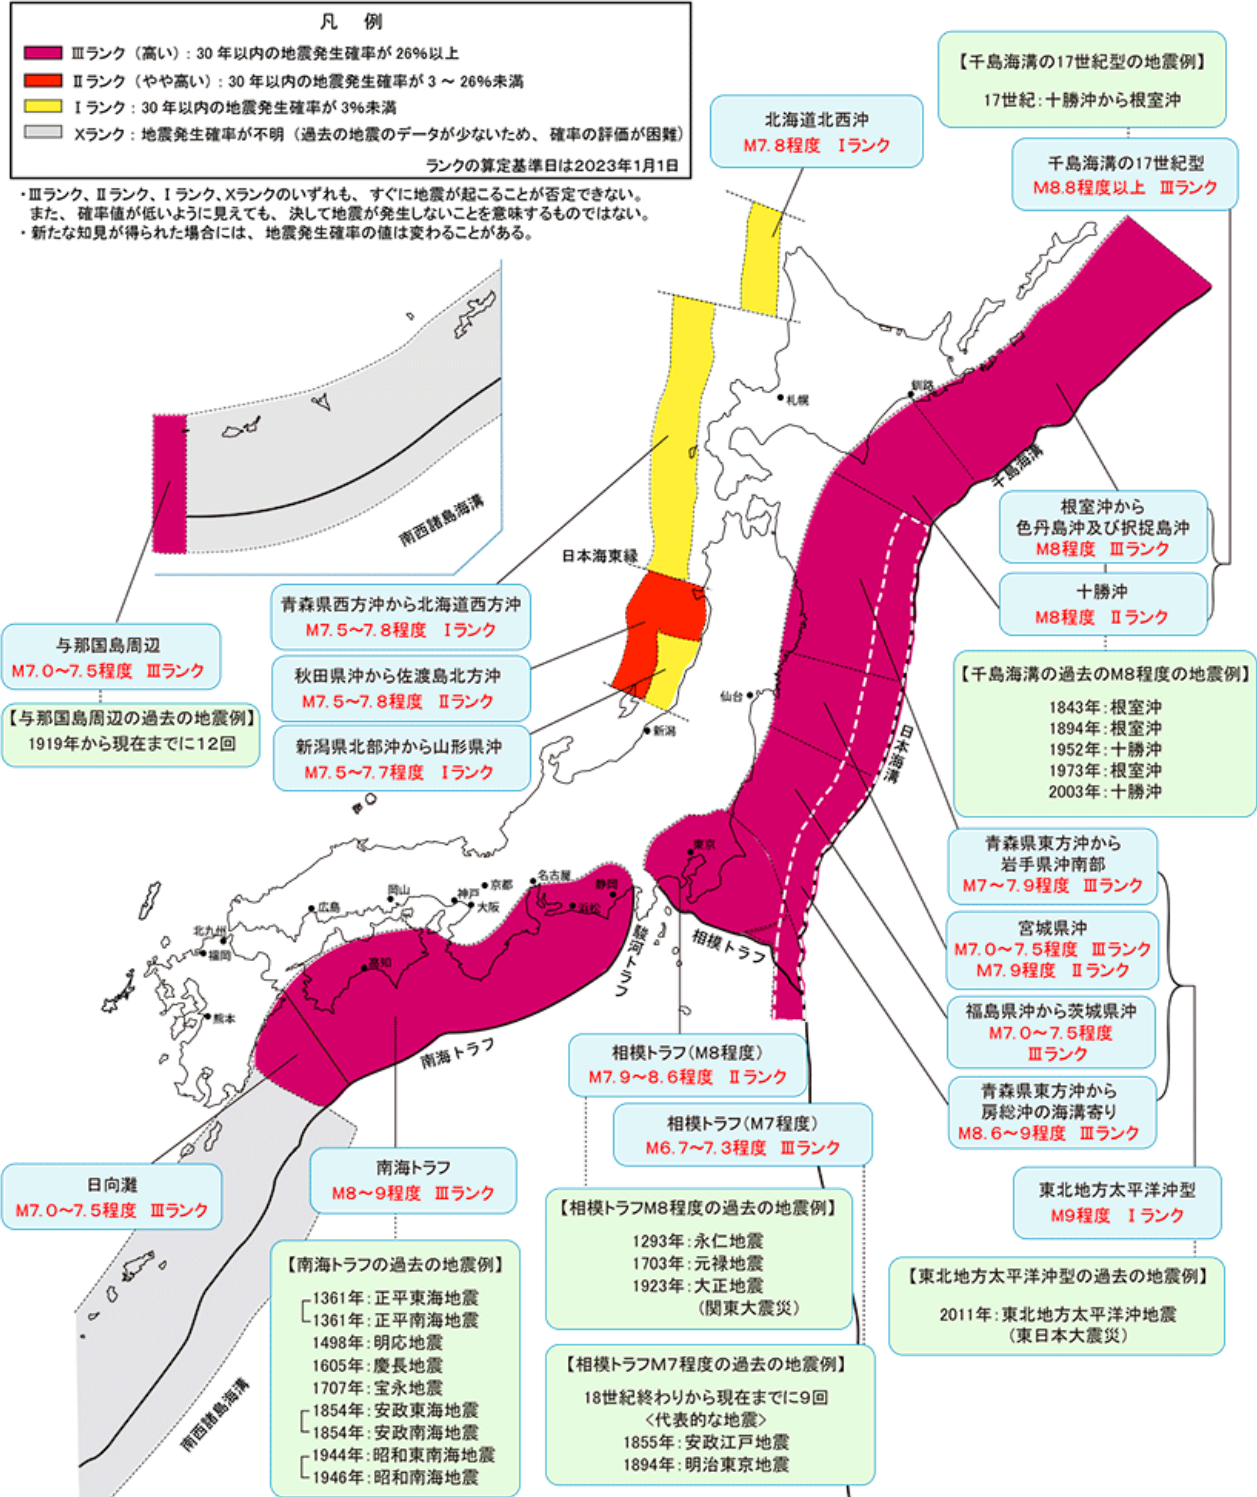 凡　例
Ⅲランク（高い）：30年以内の地震発生確率が26%以上
Ⅱランク（やや高い）：30年以内の地震発生確率が3～26%未満
Ⅰランク：30年以内の地震発生確率が3%未満
Xランク：地震発生確率が不明（過去の地震のデータが少ないため、確率の評価が困難）
ランクの算定基準日は2023年1月1日
・Ⅲランク、Ⅱランク、Ⅰランク、Xランクのいずれも、すぐに地震が起こることが否定できない。
また、確率値が低いように見えても、決して地震が発生しないことを意味するものではない。
・新たな知見が得られた場合には、地震発生確率の値は変わることがある。
【千島海溝の17世紀型の地震例】
17世紀：十勝沖から根室沖
北海道北西沖
M7.8程度　Ⅰランク
千島海溝の17世紀型
M8.8程度以上　Ⅲランク
釧路
札幌
千島海溝
南西諸島海溝
根室沖から
色丹島沖及び択捉島沖
M8程度　Ⅲランク
日本海東縁
十勝沖
M8程度　Ⅱランク
青森県西方沖から北海道西方沖
M7.5～7.8程度　Ⅰランク
与那国島周辺
M7.0～7.5程度　Ⅲランク
秋田県沖から佐渡島北方沖
M7.5～7.8程度　Ⅱランク
【千島海溝の過去のM8程度の地震例】
1843年：根室沖
1894年：根室沖
1952年：十勝沖
1973年：根室沖
2003年：十勝沖
仙台
【与那国島周辺の過去の地震例】
1919年から現在までに12回
新潟
新潟県北部沖から山形県沖
M7.5～7.7程度　Ⅰランク
日本海溝
青森県東方沖から
岩手県沖南部
M7～7.9程度　Ⅲランク
東京
名古屋
京都
静岡
岡山
神戸
大阪
浜松
広島
北九州
福岡
高知
熊本
駿河トラフ
相模トラフ
南海トラフ
宮城県沖
M7.0～7.5程度　Ⅲランク
M7.9程度　Ⅱランク
福島県沖から茨城県沖
M7.0～7.5程度
Ⅲランク
相模トラフ(M8程度)
M7.9～8.6程度　Ⅱランク
青森県東方沖から
房総沖の海溝寄り
M8.6～9程度　Ⅲランク
相模トラフ(M7程度)
M6.7～7.3程度　Ⅲランク
日向灘
M7.0～7.5程度　Ⅲランク
南海トラフ
M8～9程度　Ⅲランク
東北地方太平洋沖型
M9程度　Ⅰランク
【相模トラフM8程度の過去の地震例】
1293年：永仁地震
1703年：元禄地震
1923年：大正地震
（関東大震災）
【南海トラフの過去の地震例】
1361年：正平東海地震
1361年：正平南海地震
1498年：明応地震
1605年：慶長地震
1707年：宝永地震
1854年：安政東海地震
1854年：安政南海地震
1944年：昭和東南海地震
1946年：昭和南海地震
【東北地方太平洋沖型の過去の地震例】
2011年：東北地方太平洋沖地震
（東日本大震災）
【相模トラフM7程度の過去の地震例】
18世紀終わりから現在までに9回
<代表的な地震>
1855年：安政江戸地震
1894年：明治東京地震
南西諸島海溝